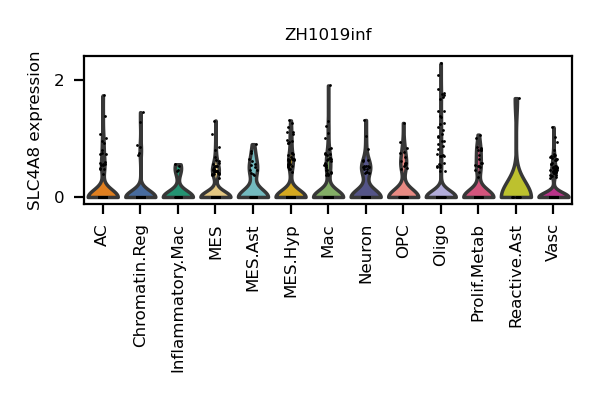 ZH1019inf
SLC4A8 expression
2
0
AC
Chromatin.Reg
Inflammatory.Mac
MES
MES.Ast
MES.Hyp
Mac
Neuron
OPC
Oligo
Prolif.Metab
Reactive.Ast
Vasc